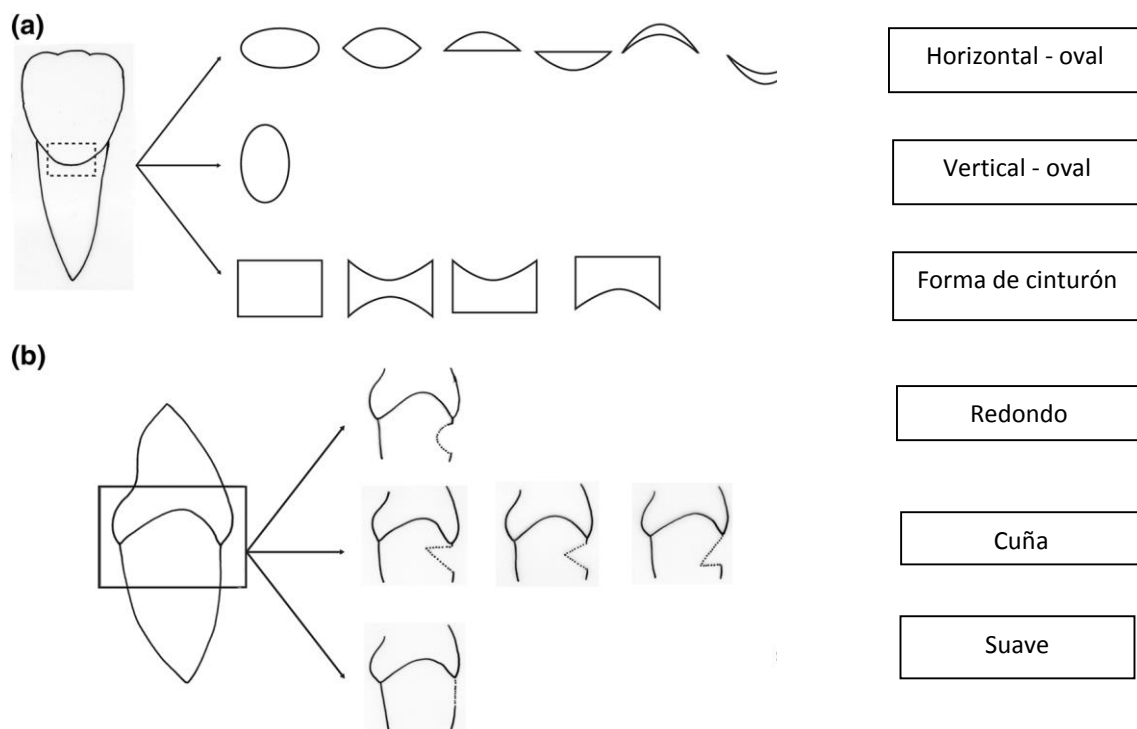 (a)
Horizontal - oval
Vertical - oval
Forma de cinturón
(b)
Redondo
Cuña
Suave